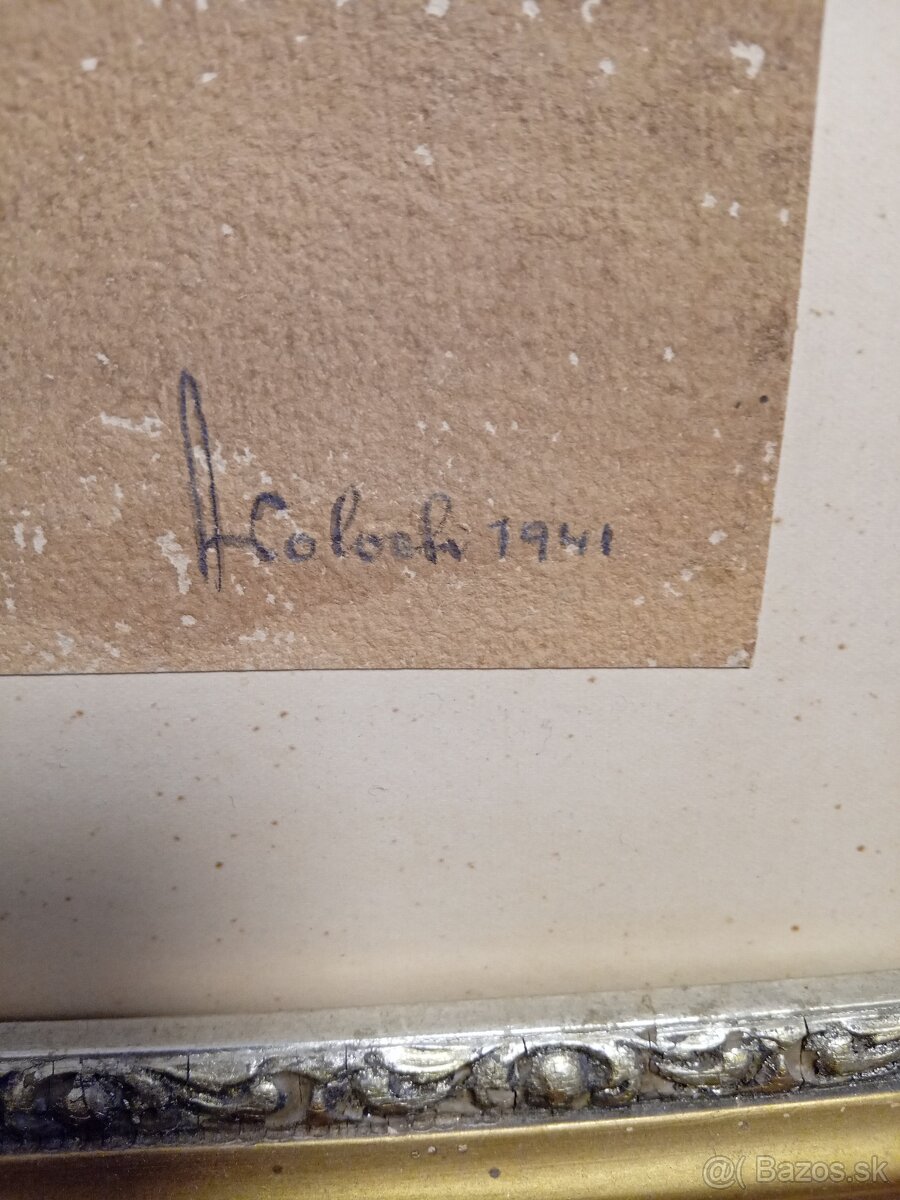 A Coloch 1941
@( Bazos.sk